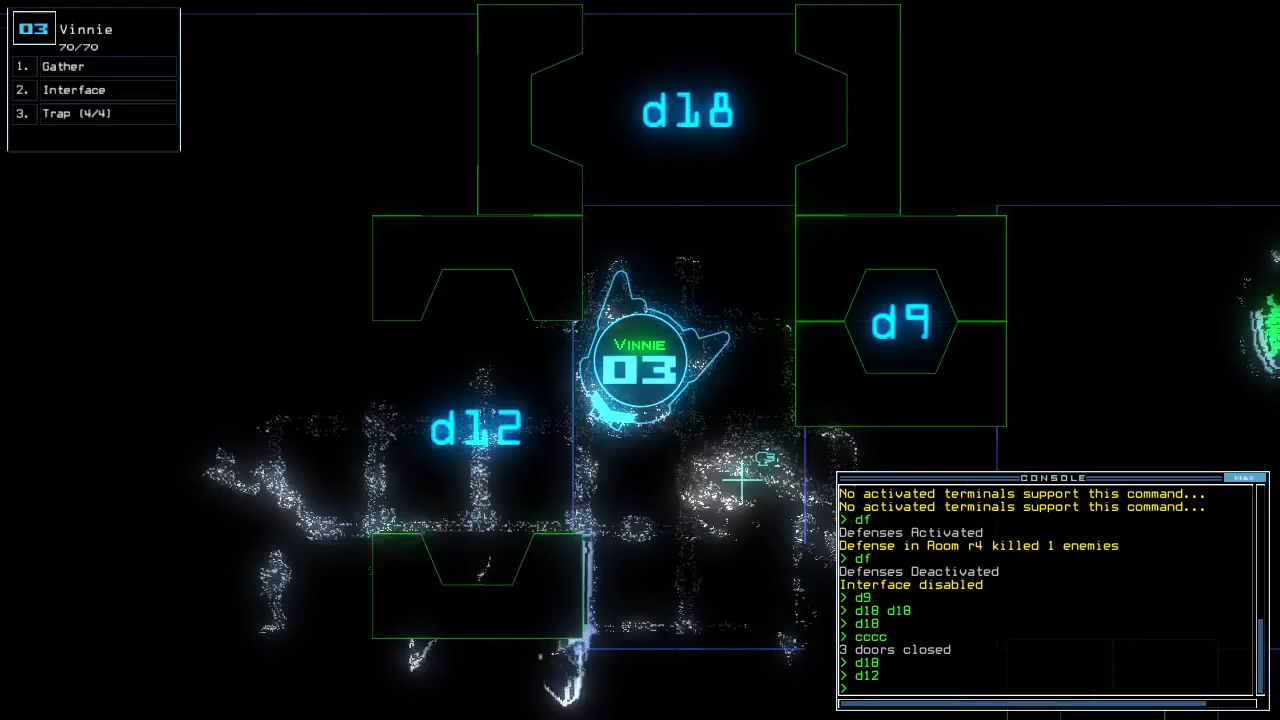 03 Vinnie
70/70
1. Gather
2. Interface
3. Trap (4/4)
d18
d9
VINNIE
03
d12
CONSOLE
MAX
No activated terminals support this command...
No activated terminals support this command...
> df
Defenses Activated
Defense in Room r4 killed 1 enemies
> df
Defenses Deactivated
Interface disabled
> d9
> d18 d18
> d18
> cccc
3 doors closed
> d18
> d12
>